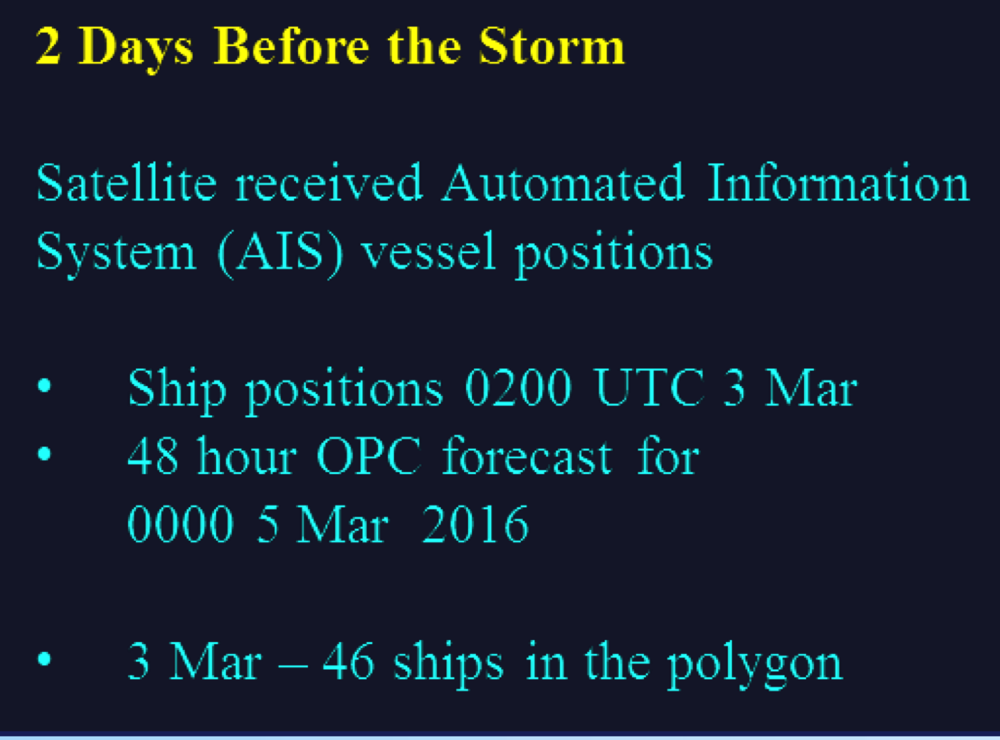 2 Days Before the Storm
Satellite received Automated Information
System (AIS) vessel positions
• Ship positions 0200 UTC 3 Mar
• 48 hour OPC forecast for
0000 5 Mar 2016
• 3 Mar – 46 ships in the polygon